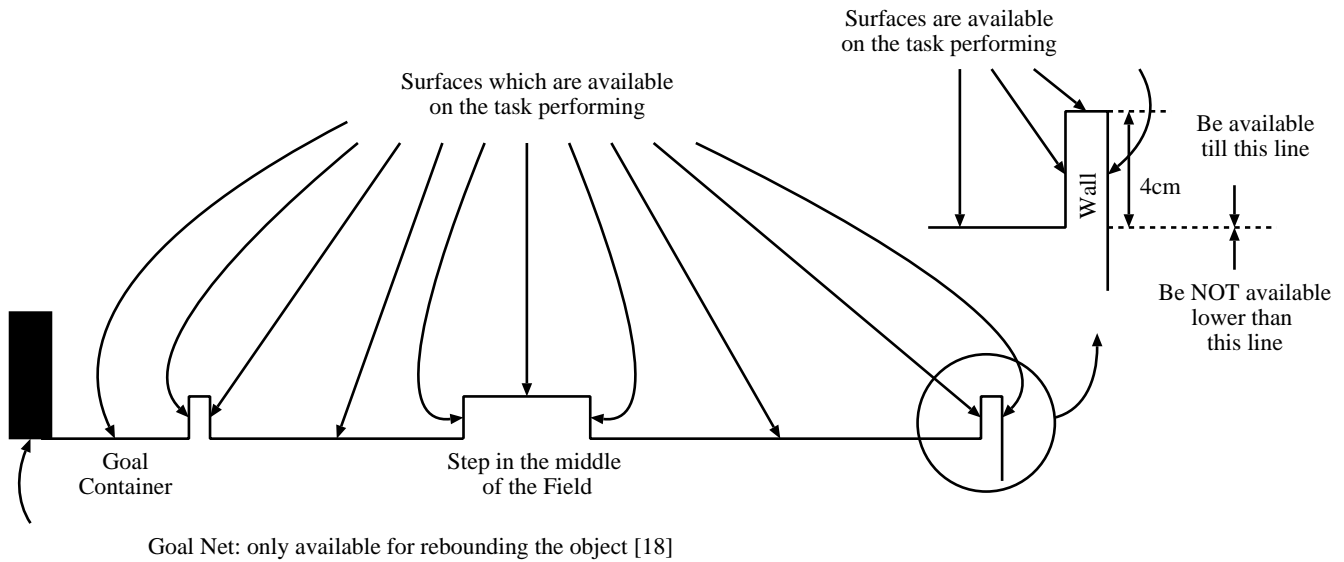 Surfaces are available
on the task performing
Surfaces which are available
on the task performing
Be available
till this line
Wall
4cm
Be NOT available
lower than
this line
Goal
Container
Step in the middle
of the Field
Goal Net: only available for rebounding the object [18]